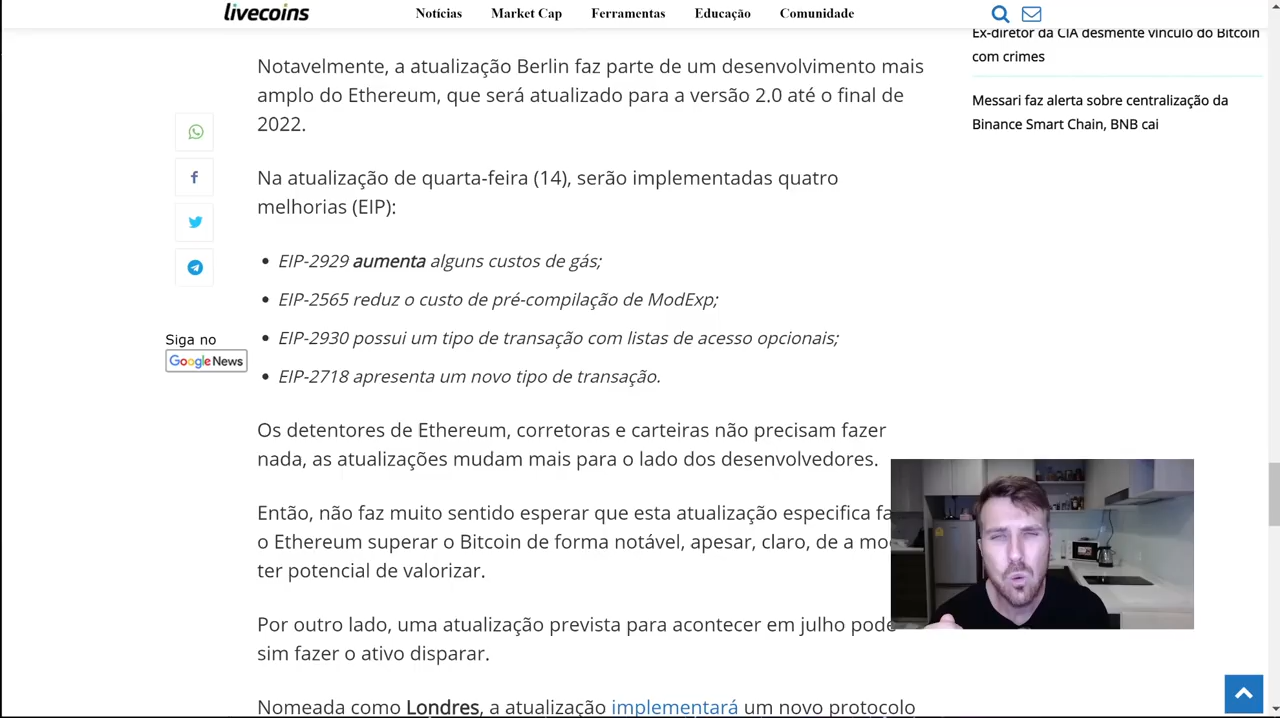 livecoins
Notícias
Market Cap
Ferramentas
Educação
Comunidade
Notavelmente, a atualização Berlin faz parte de um desenvolvimento mais
amplo do Ethereum, que será atualizado para a versão 2.0 até o final de
2022.
Na atualização de quarta-feira (14), serão implementadas quatro
melhorias (EIP):
• EIP-2929 aumenta alguns custos de gás;
• EIP-2565 reduz o custo de pré-compilação de ModExp;
• EIP-2930 possui um tipo de transação com listas de acesso opcionais;
• EIP-2718 apresenta um novo tipo de transação.
Os detentores de Ethereum, corretoras e carteiras não precisam fazer
nada, as atualizações mudam mais para o lado dos desenvolvedores.
Então, não faz muito sentido esperar que esta atualização especifica
o Ethereum superar o Bitcoin de forma notável, apesar, claro, de a
ter potencial de valorizar.
Por outro lado, uma atualização prevista para acontecer em julho pode
sim fazer o ativo disparar.
Nomeada como Londres, a atualização implementará um novo protocolo
Siga no
Google News
Ex-diretor da CIA desmente vínculo do Bitcoin
com crimes
Messari faz alerta sobre centralização da
Binance Smart Chain, BNB cai